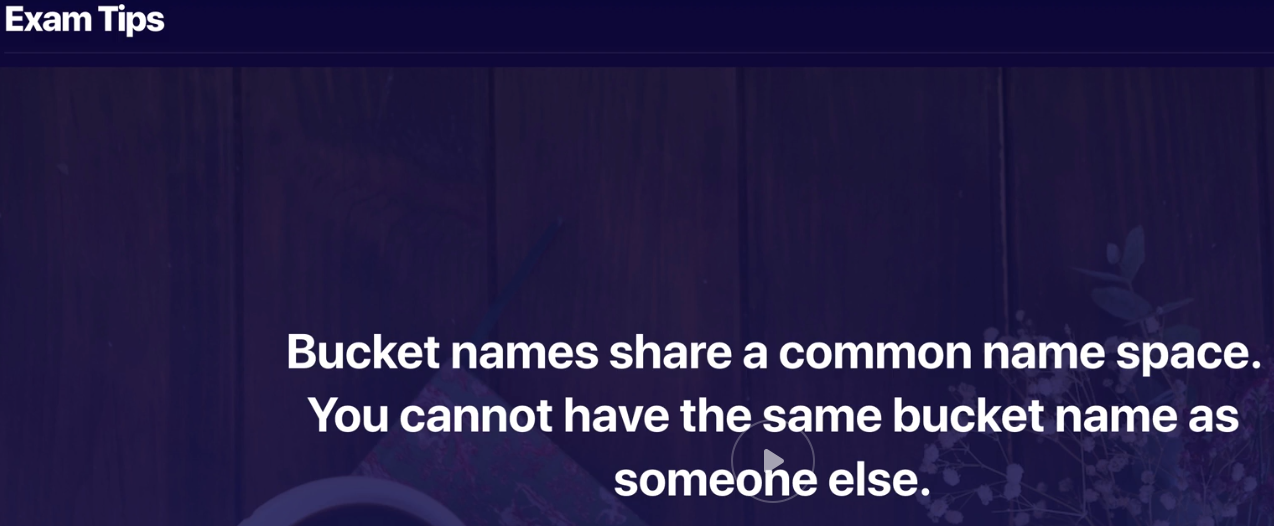 Exam Tips
Bucket names share a common name space.
You cannot have the same bucket name as
someone else.